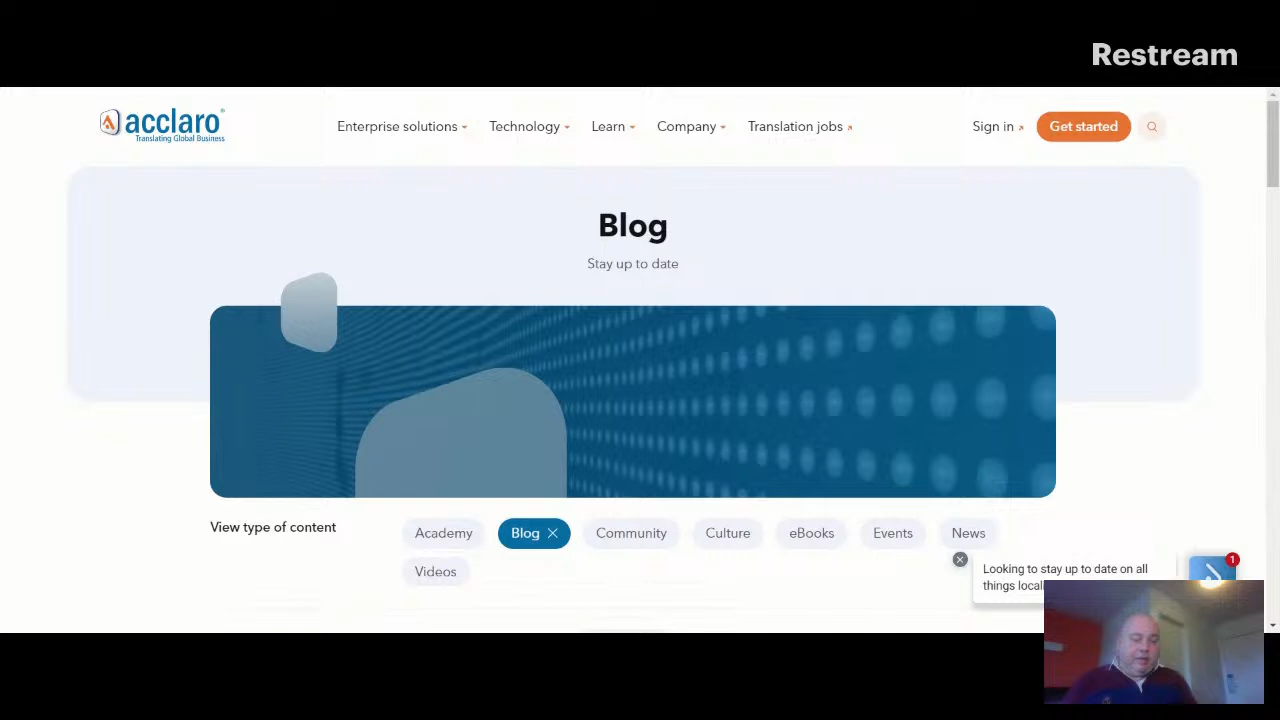 Restream
acclaro®
Translating Global Business
Enterprise solutions
Technology
Learn
Company
Translation jobs
Sign in
Get started
Blog
Stay up to date
View type of content
Academy
Blog
Community
Culture
eBooks
Events
News
Videos
1
Looking to stay up to date on all
things